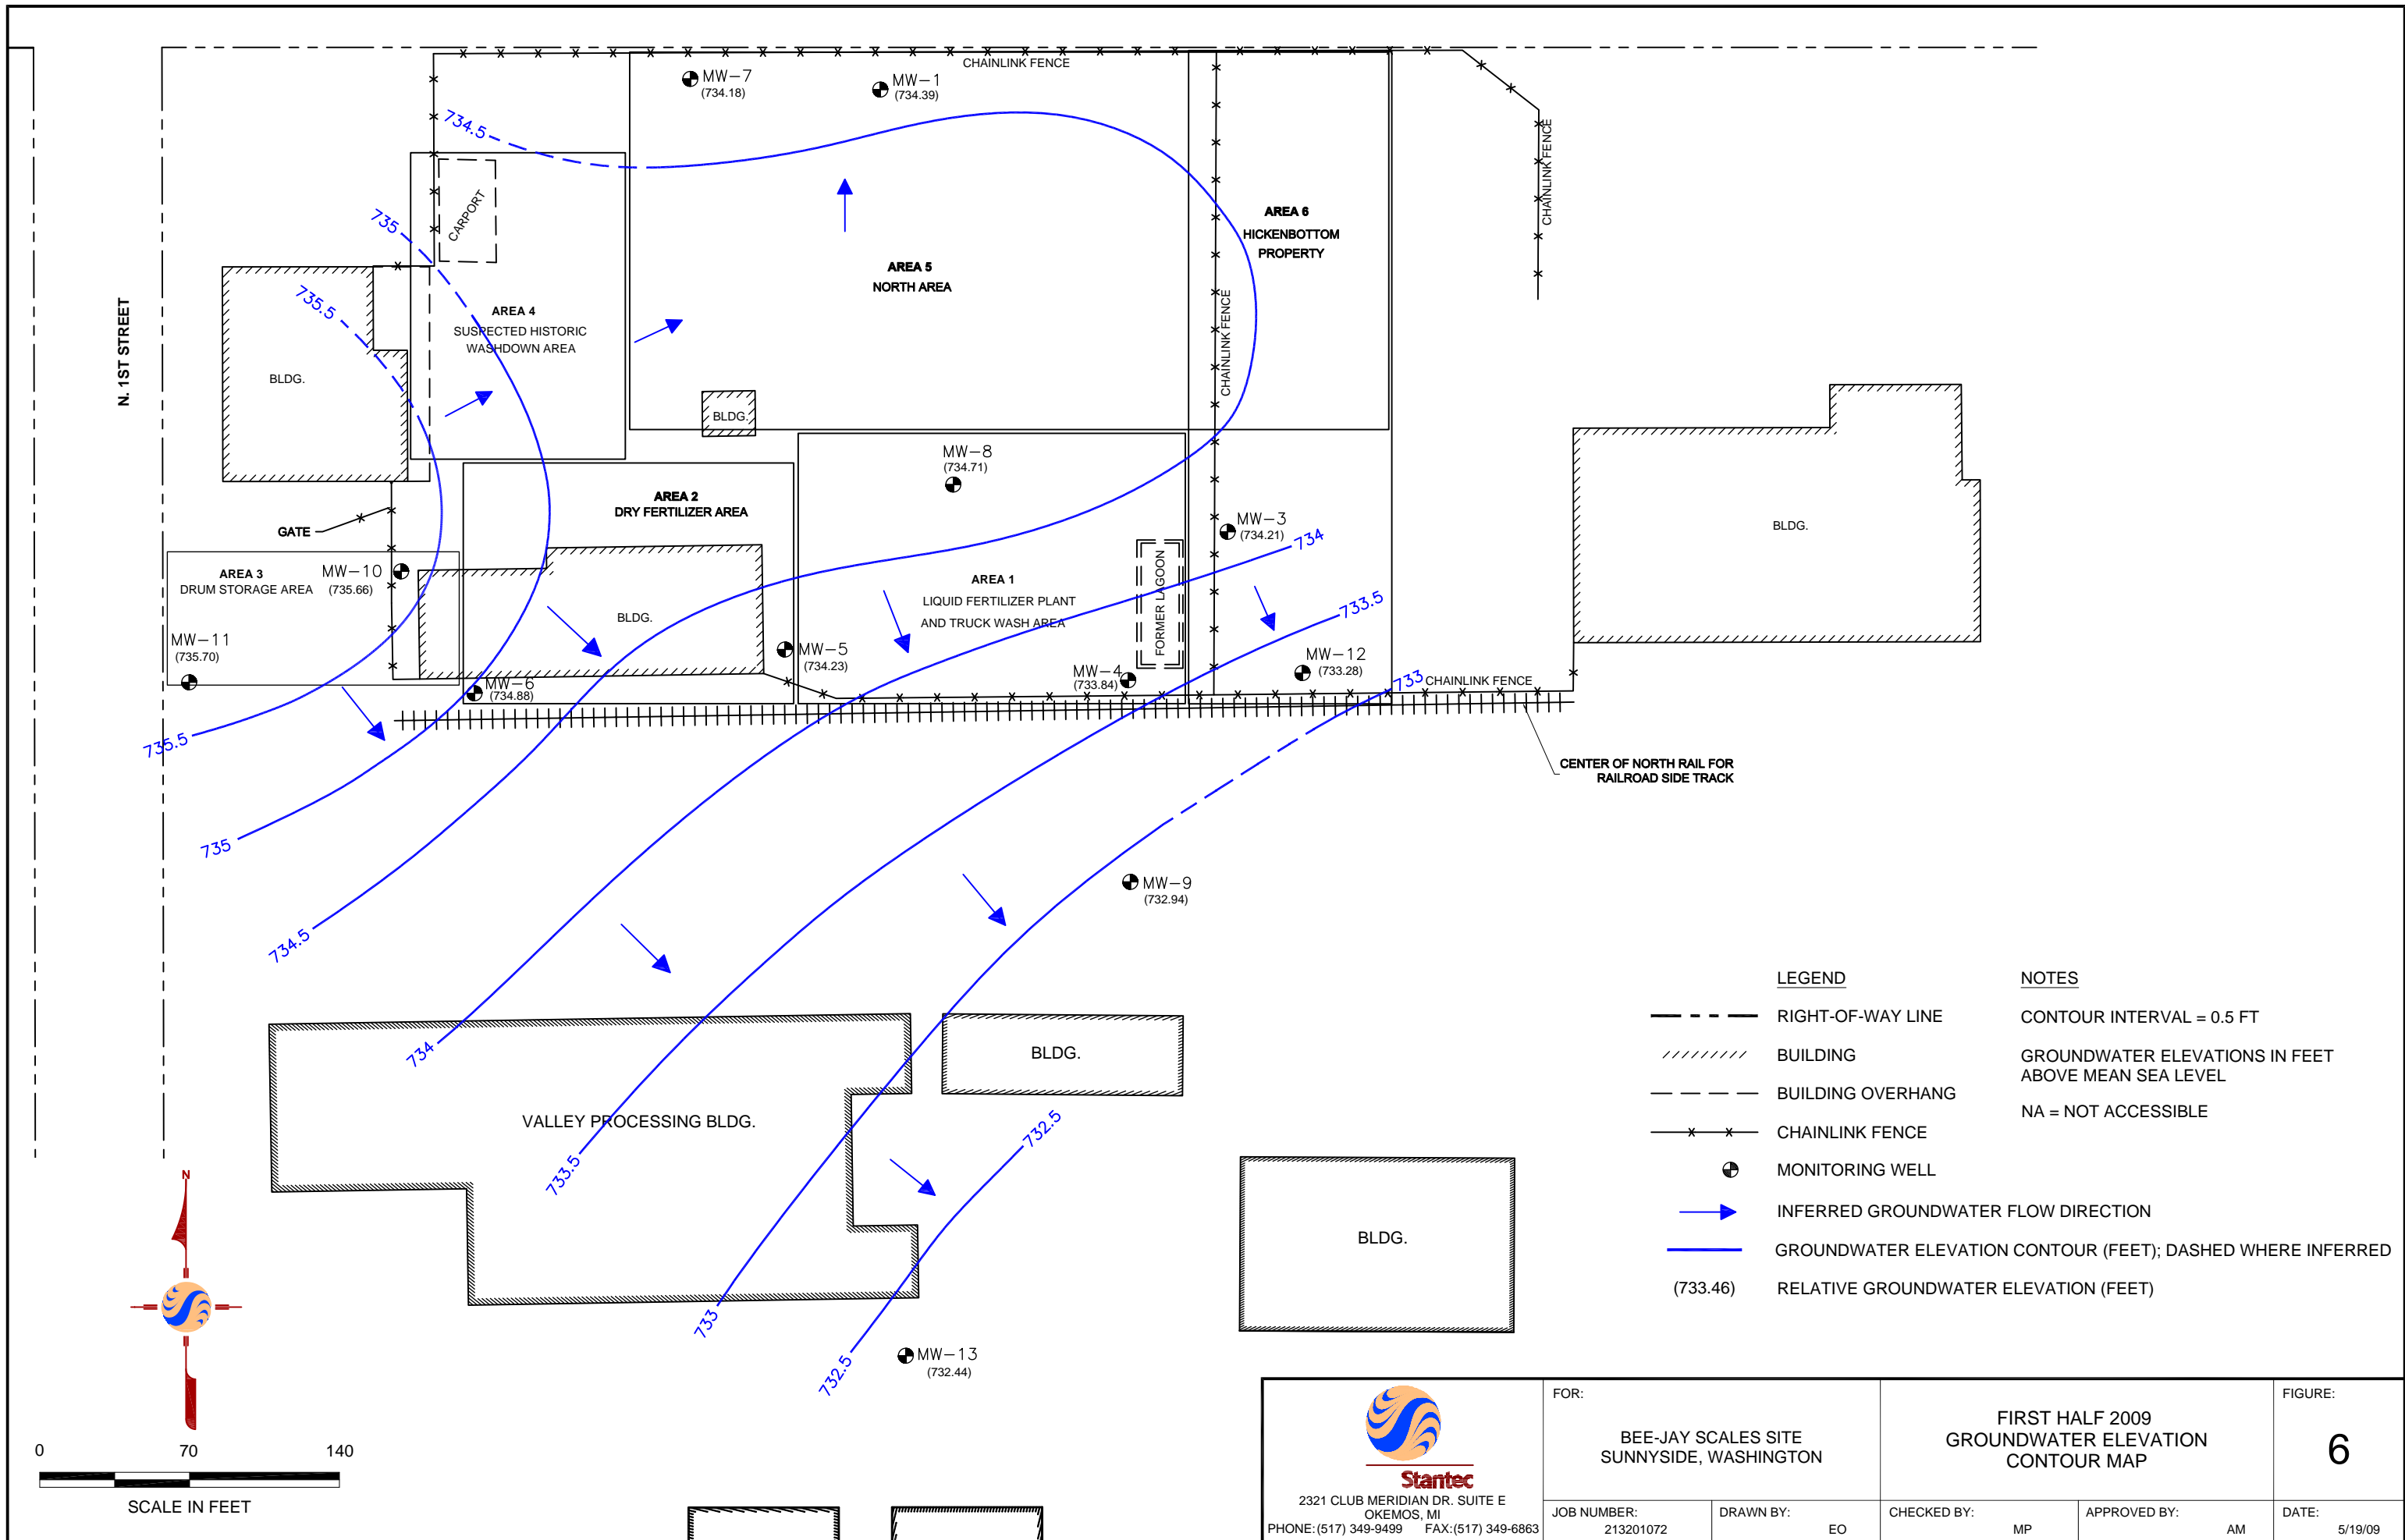 CHAINLINK FENCE
MW-7
(734.18)
MW-1
(734.39)
734.5
CHAINLINK FENCE
CARPORT
735
AREA 6
HICKENBOTTOM
PROPERTY
AREA 5
NORTH AREA
735.5
N. 1ST STREET
AREA 4
SUSPECTED HISTORIC
WASHDOWN AREA
CHAINLINK FENCE
BLDG.
BLDG.
MW-8
(734.71)
AREA 2
DRY FERTILIZER AREA
GATE
MW-3
(734.21)
734
BLDG.
AREA 3
DRUM STORAGE AREA
MW-10
(735.66)
AREA 1
LIQUID FERTILIZER PLANT
AND TRUCK WASH AREA
FORMER LAGOON
733.5
BLDG.
MW-11
(735.70)
MW-5
(734.23)
MW-4
(733.84)
MW-12
(733.28)
MW-6
(734.88)
733
CHAINLINK FENCE
735.5
CENTER OF NORTH RAIL FOR
RAILROAD SIDE TRACK
735
MW-9
(732.94)
734.5
734
BLDG.
VALLEY PROCESSING BLDG.
732.5
733.5
BLDG.
733
732.5
MW-13
(732.44)
LEGEND
RIGHT-OF-WAY LINE
BUILDING
BUILDING OVERHANG
CHAINLINK FENCE
MONITORING WELL
INFERRED GROUNDWATER FLOW DIRECTION
GROUNDWATER ELEVATION CONTOUR (FEET); DASHED WHERE INFERRED
(733.46) RELATIVE GROUNDWATER ELEVATION (FEET)
NOTES
CONTOUR INTERVAL = 0.5 FT
GROUNDWATER ELEVATIONS IN FEET
ABOVE MEAN SEA LEVEL
NA = NOT ACCESSIBLE
N
0 70 140
SCALE IN FEET
Stantec
2321 CLUB MERIDIAN DR. SUITE E
OKEMOS, MI
PHONE:(517) 349-9499 FAX:(517) 349-6863
FOR:
BEE-JAY SCALES SITE
SUNNYSIDE, WASHINGTON
FIRST HALF 2009
GROUNDWATER ELEVATION
CONTOUR MAP
FIGURE:
6
JOB NUMBER:
213201072
DRAWN BY:
EO
CHECKED BY:
MP
APPROVED BY:
AM
DATE:
5/19/09